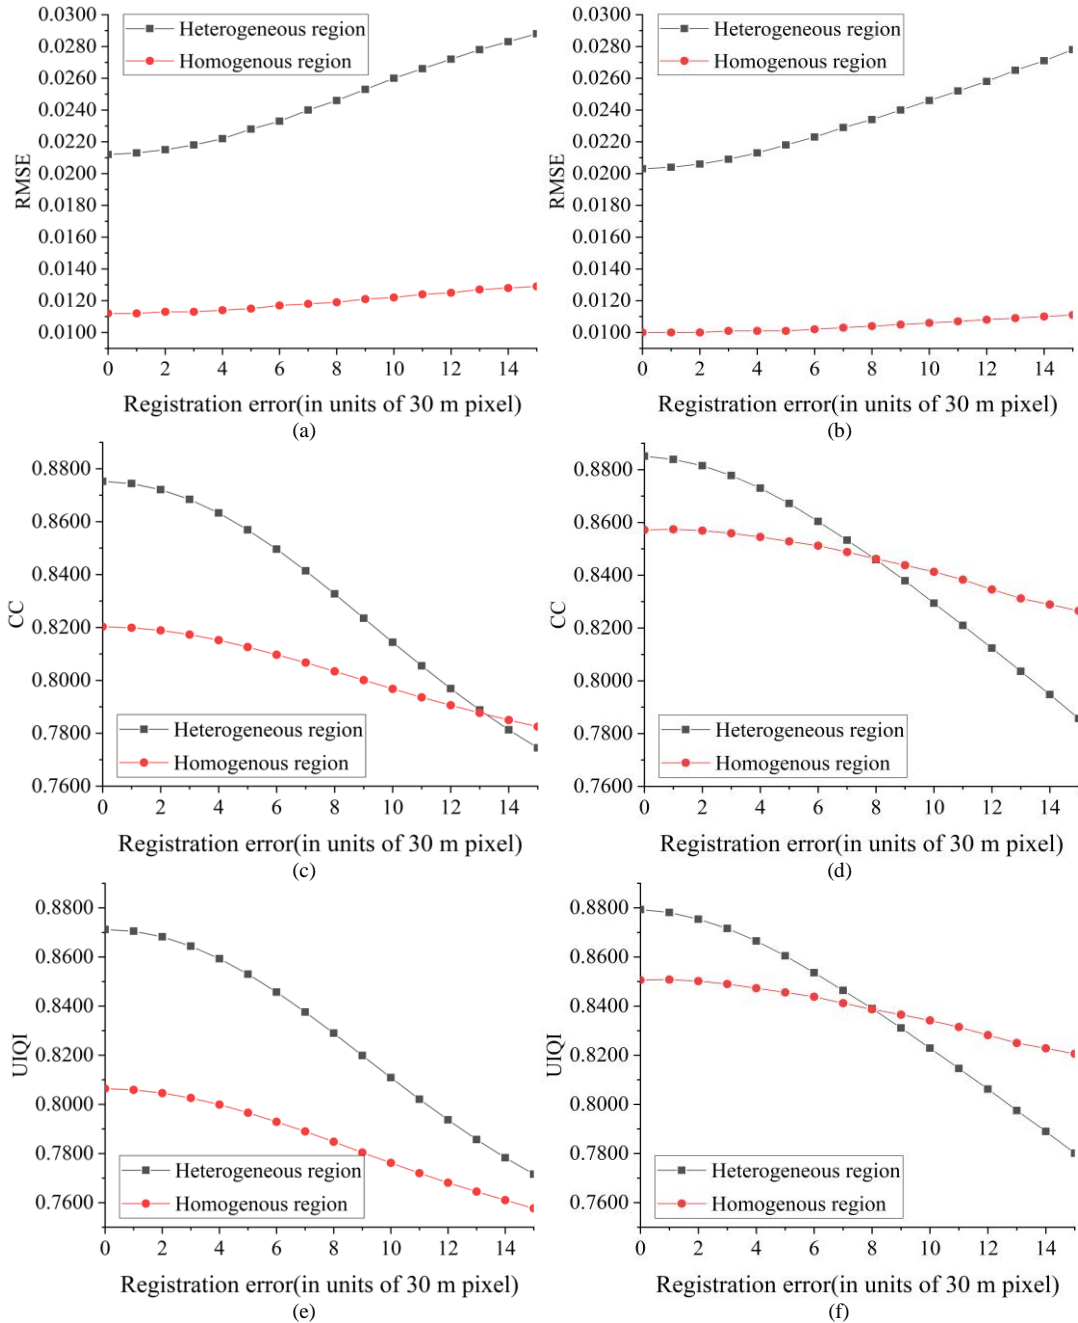 0.0300
0.0280
0.0260
0.0240
0.0220
0.0200
0.0180
0.0160
0.0140
0.0120
0.0100
RMSE
Heterogeneous region
Homogenous region
0 2 4 6 8 10 12 14
Registration error(in units of 30 m pixel)
(a)
0.0300
0.0280
0.0260
0.0240
0.0220
0.0200
0.0180
0.0160
0.0140
0.0120
0.0100
RMSE
Heterogeneous region
Homogenous region
0 2 4 6 8 10 12 14
Registration error(in units of 30 m pixel)
(b)
0.8800
0.8600
0.8400
0.8200
0.8000
0.7800
0.7600
CC
Heterogeneous region
Homogenous region
0 2 4 6 8 10 12 14
Registration error(in units of 30 m pixel)
(c)
0.8800
0.8600
0.8400
0.8200
0.8000
0.7800
0.7600
CC
Heterogeneous region
Homogenous region
0 2 4 6 8 10 12 14
Registration error(in units of 30 m pixel)
(d)
0.8800
0.8600
0.8400
0.8200
0.8000
0.7800
0.7600
UIQI
Heterogeneous region
Homogenous region
0 2 4 6 8 10 12 14
Registration error(in units of 30 m pixel)
(e)
0.8800
0.8600
0.8400
0.8200
0.8000
0.7800
0.7600
UIQI
Heterogeneous region
Homogenous region
0 2 4 6 8 10 12 14
Registration error(in units of 30 m pixel)
(f)